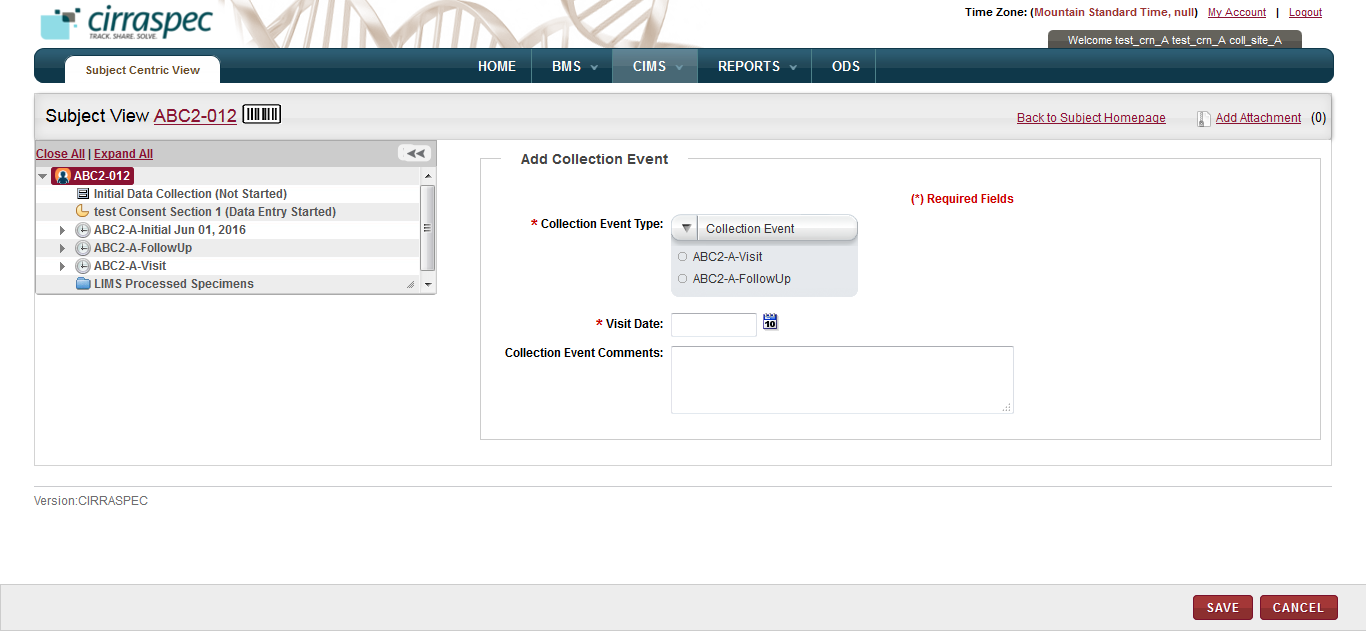 cirraspec
TRACK. SHARE. SOLVE.
Time Zone: (Mountain Standard Time, null) My Account | Logout
Welcome test_crn_A test_crn_A coll_site_A
Subject Centric View
HOME BMS CIMS REPORTS ODS
Subject View ABC2-012
Back to Subject Homepage Add Attachment (0)
Close All | Expand All
ABC2-012
Initial Data Collection (Not Started)
test Consent Section 1 (Data Entry Started)
ABC2-A-Initial Jun 01, 2016
ABC2-A-FollowUp
ABC2-A-Visit
LIMS Processed Specimens
Add Collection Event
(*) Required Fields
* Collection Event Type: Collection Event
ABC2-A-Visit
ABC2-A-FollowUp
* Visit Date: 10
Collection Event Comments:
Version:CIRRASPEC
SAVE CANCEL